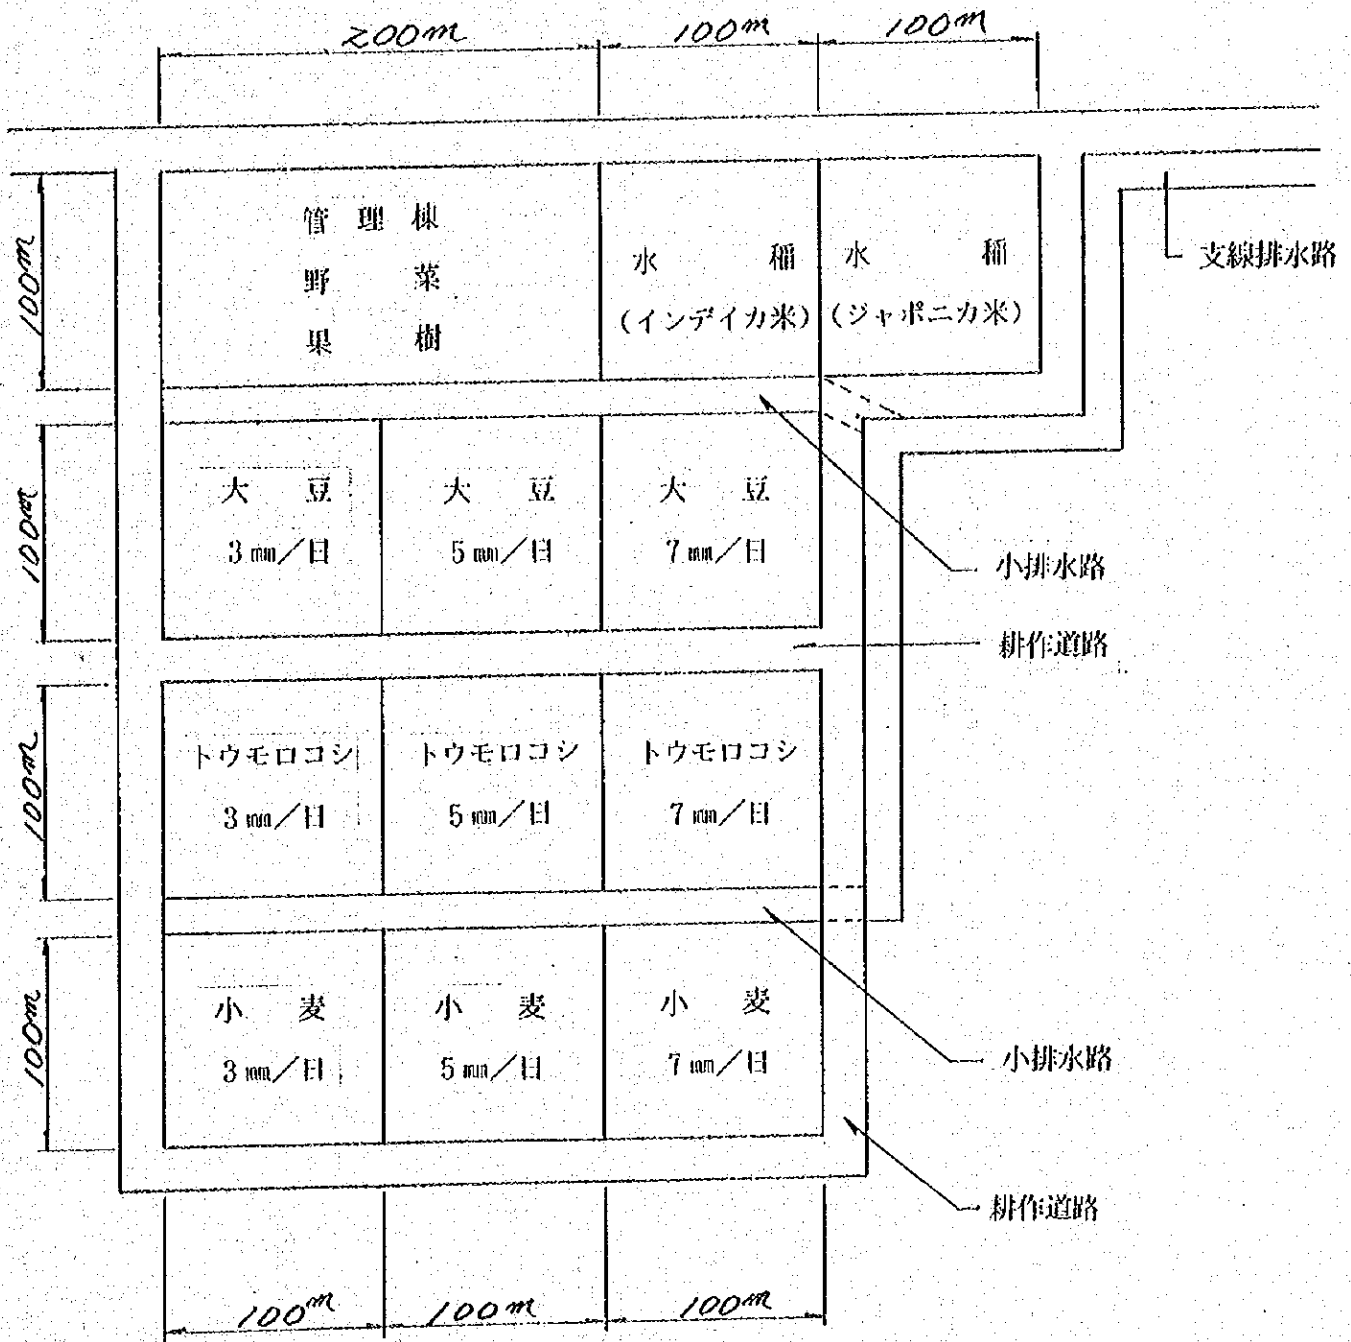 200m 100m 100m
管理棟
野菜
果樹
水稲
(インデイカ米)
水稲
(ジャポニカ米)
支線排水路
100m
大豆
3mm/日
大豆
5mm/日
大豆
7mm/日
小排水路
100m
耕作道路
トウモロコシ
3mm/日
トウモロコシ
5mm/日
トウモロコシ
7mm/日
100m
小麦
3mm/日
小麦
5mm/日
小麦
7mm/日
小排水路
100m
耕作道路
100m 100m 100m